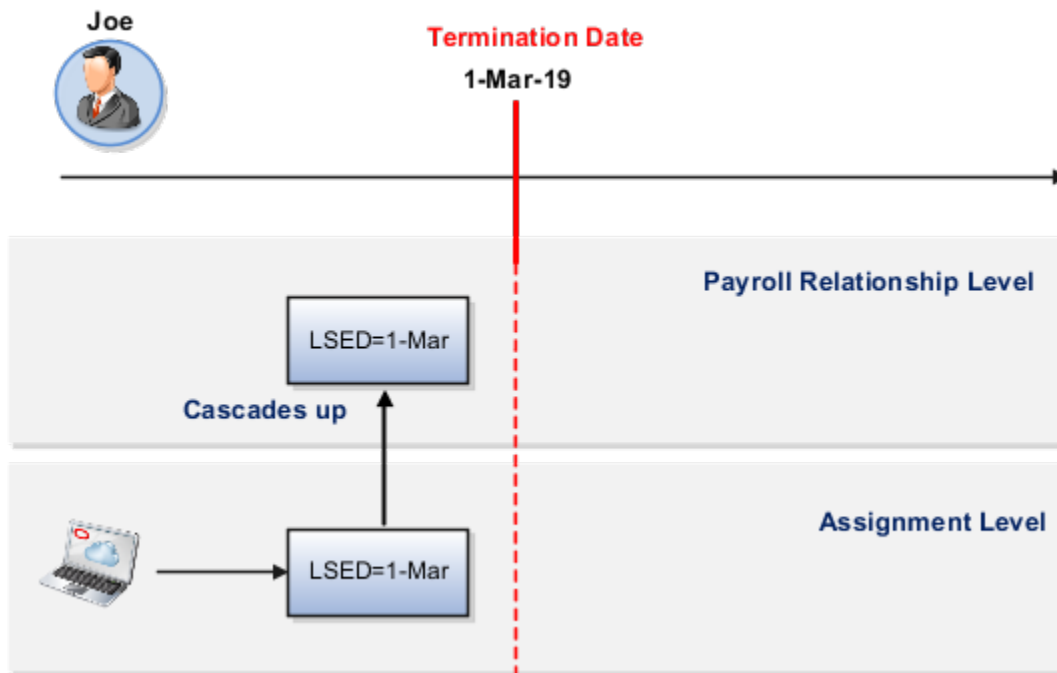 Joe
Termination Date
1-Mar-19
Payroll Relationship Level
LSED=1-Mar
Cascades up
Assignment Level
LSED=1-Mar